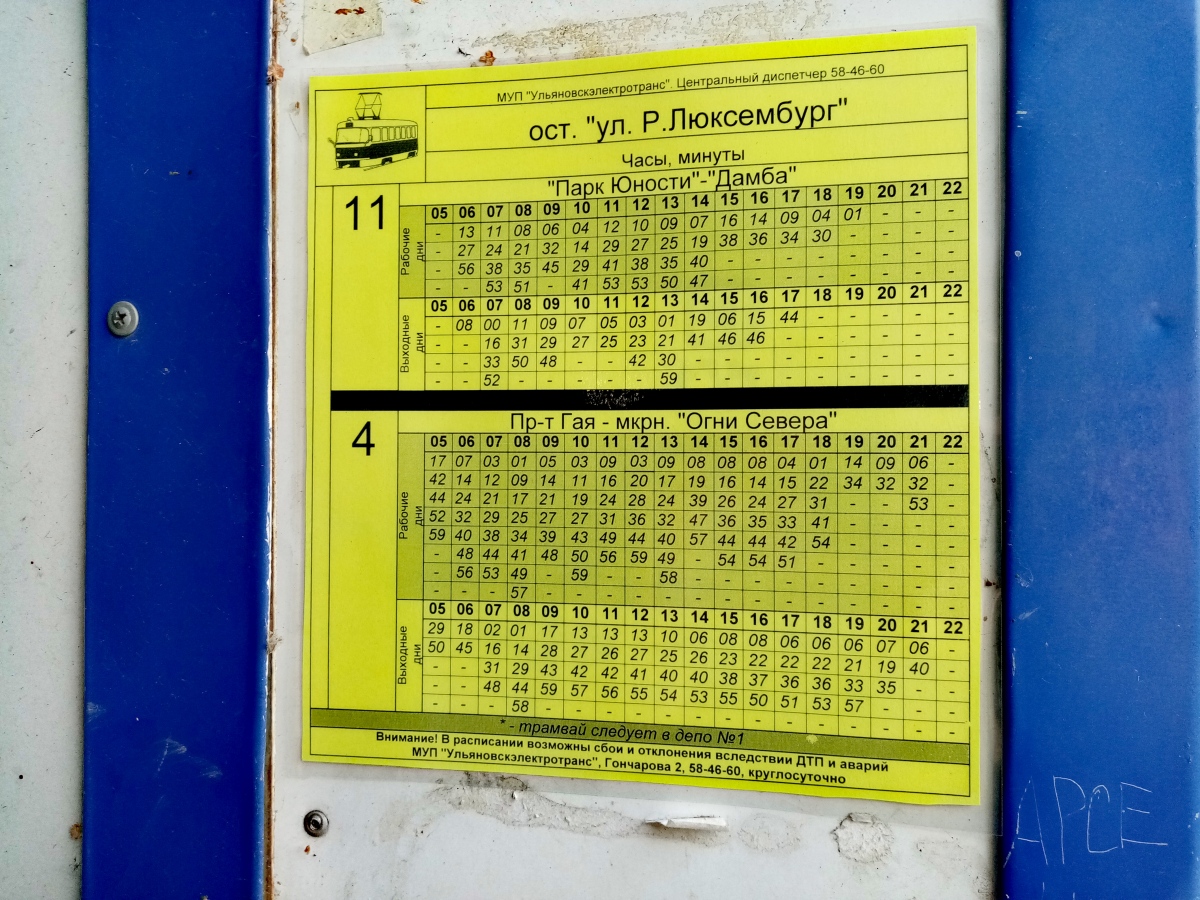 МУП "Ульяновскэлектротранс". Центральный диспетчер 58-46-60
ост. "ул. Р.Люксембург"
Часы, минуты
"Парк Юности"-"Дамба"
11
Рабочие дни
05 06 07 08 09 10 11 12 13 14 15 16 17 18 19 20 21 22
- 13 11 08 06 04 12 10 09 07 16 14 09 04 01 - - -
- 27 24 21 32 14 29 27 25 19 38 36 34 30 - - - -
- 56 38 35 45 29 41 38 35 40 - - - - - - - -
- - 53 51 - 41 53 53 50 47 - - - - - - - -
Выходные дни
05 06 07 08 09 10 11 12 13 14 15 16 17 18 19 20 21 22
- 08 00 11 09 07 05 03 01 19 06 15 44 - - - - -
- - 16 31 29 27 25 23 21 41 46 46 - - - - - -
- - 33 50 48 - - 42 30 - - - - - - - - -
- - 52 - - - - - 59 - - - - - - - - -
Пр-т Гая - мкрн. "Огни Севера"
4
Рабочие дни
05 06 07 08 09 10 11 12 13 14 15 16 17 18 19 20 21 22
17 07 03 01 05 03 09 03 09 08 08 08 04 01 14 09 06 -
42 14 12 09 14 11 16 20 17 19 16 14 15 22 34 32 32 -
44 24 21 17 21 19 24 28 24 39 26 24 27 31 - - 53 -
52 32 29 25 27 27 31 36 32 47 36 35 33 41 - - - -
59 40 38 34 39 43 49 44 40 57 44 44 42 54 - - - -
- 48 44 41 48 50 56 59 49 - 54 54 51 - - - - -
- 56 53 49 - 59 - - 58 - - - - - - - - -
- - - 57 - - - - - - - - - - - - - -
Выходные дни
05 06 07 08 09 10 11 12 13 14 15 16 17 18 19 20 21 22
29 18 02 01 17 13 13 13 10 06 08 08 06 06 06 07 06 -
50 45 16 14 28 27 26 27 25 26 23 22 22 22 21 19 40 -
- - 31 29 43 42 42 41 40 40 38 37 36 36 33 35 - -
- - 48 44 59 57 56 55 54 53 55 50 51 53 57 - - -
- - - 58 - - - - - - - - - - - - - -
* - трамвай следует в депо №1
Внимание! В расписании возможны сбои и отклонения вследствии ДТП и аварий
МУП "Ульяновскэлектротранс", Гончарова 2, 58-46-60, круглосуточно
АРСЕ